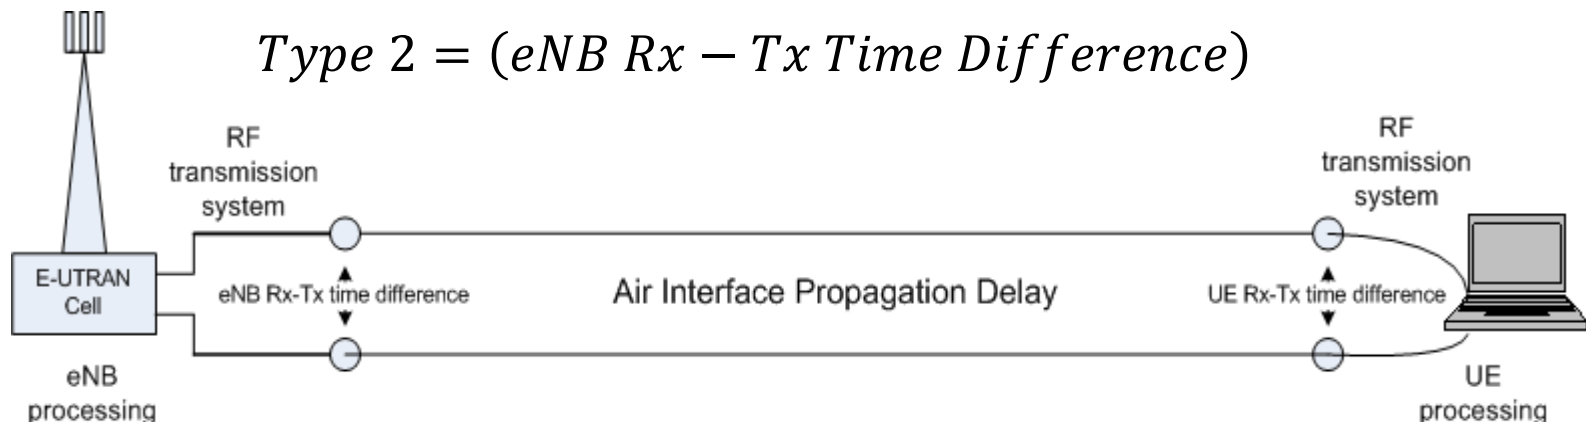 Type 2 = (eNB Rx − Tx Time Difference)
RF
transmission
system
RF
transmission
system
E-UTRAN
Cell
eNB Rx-Tx time difference
Air Interface Propagation Delay
UE Rx-Tx time difference
eNB
processing
UE
processing